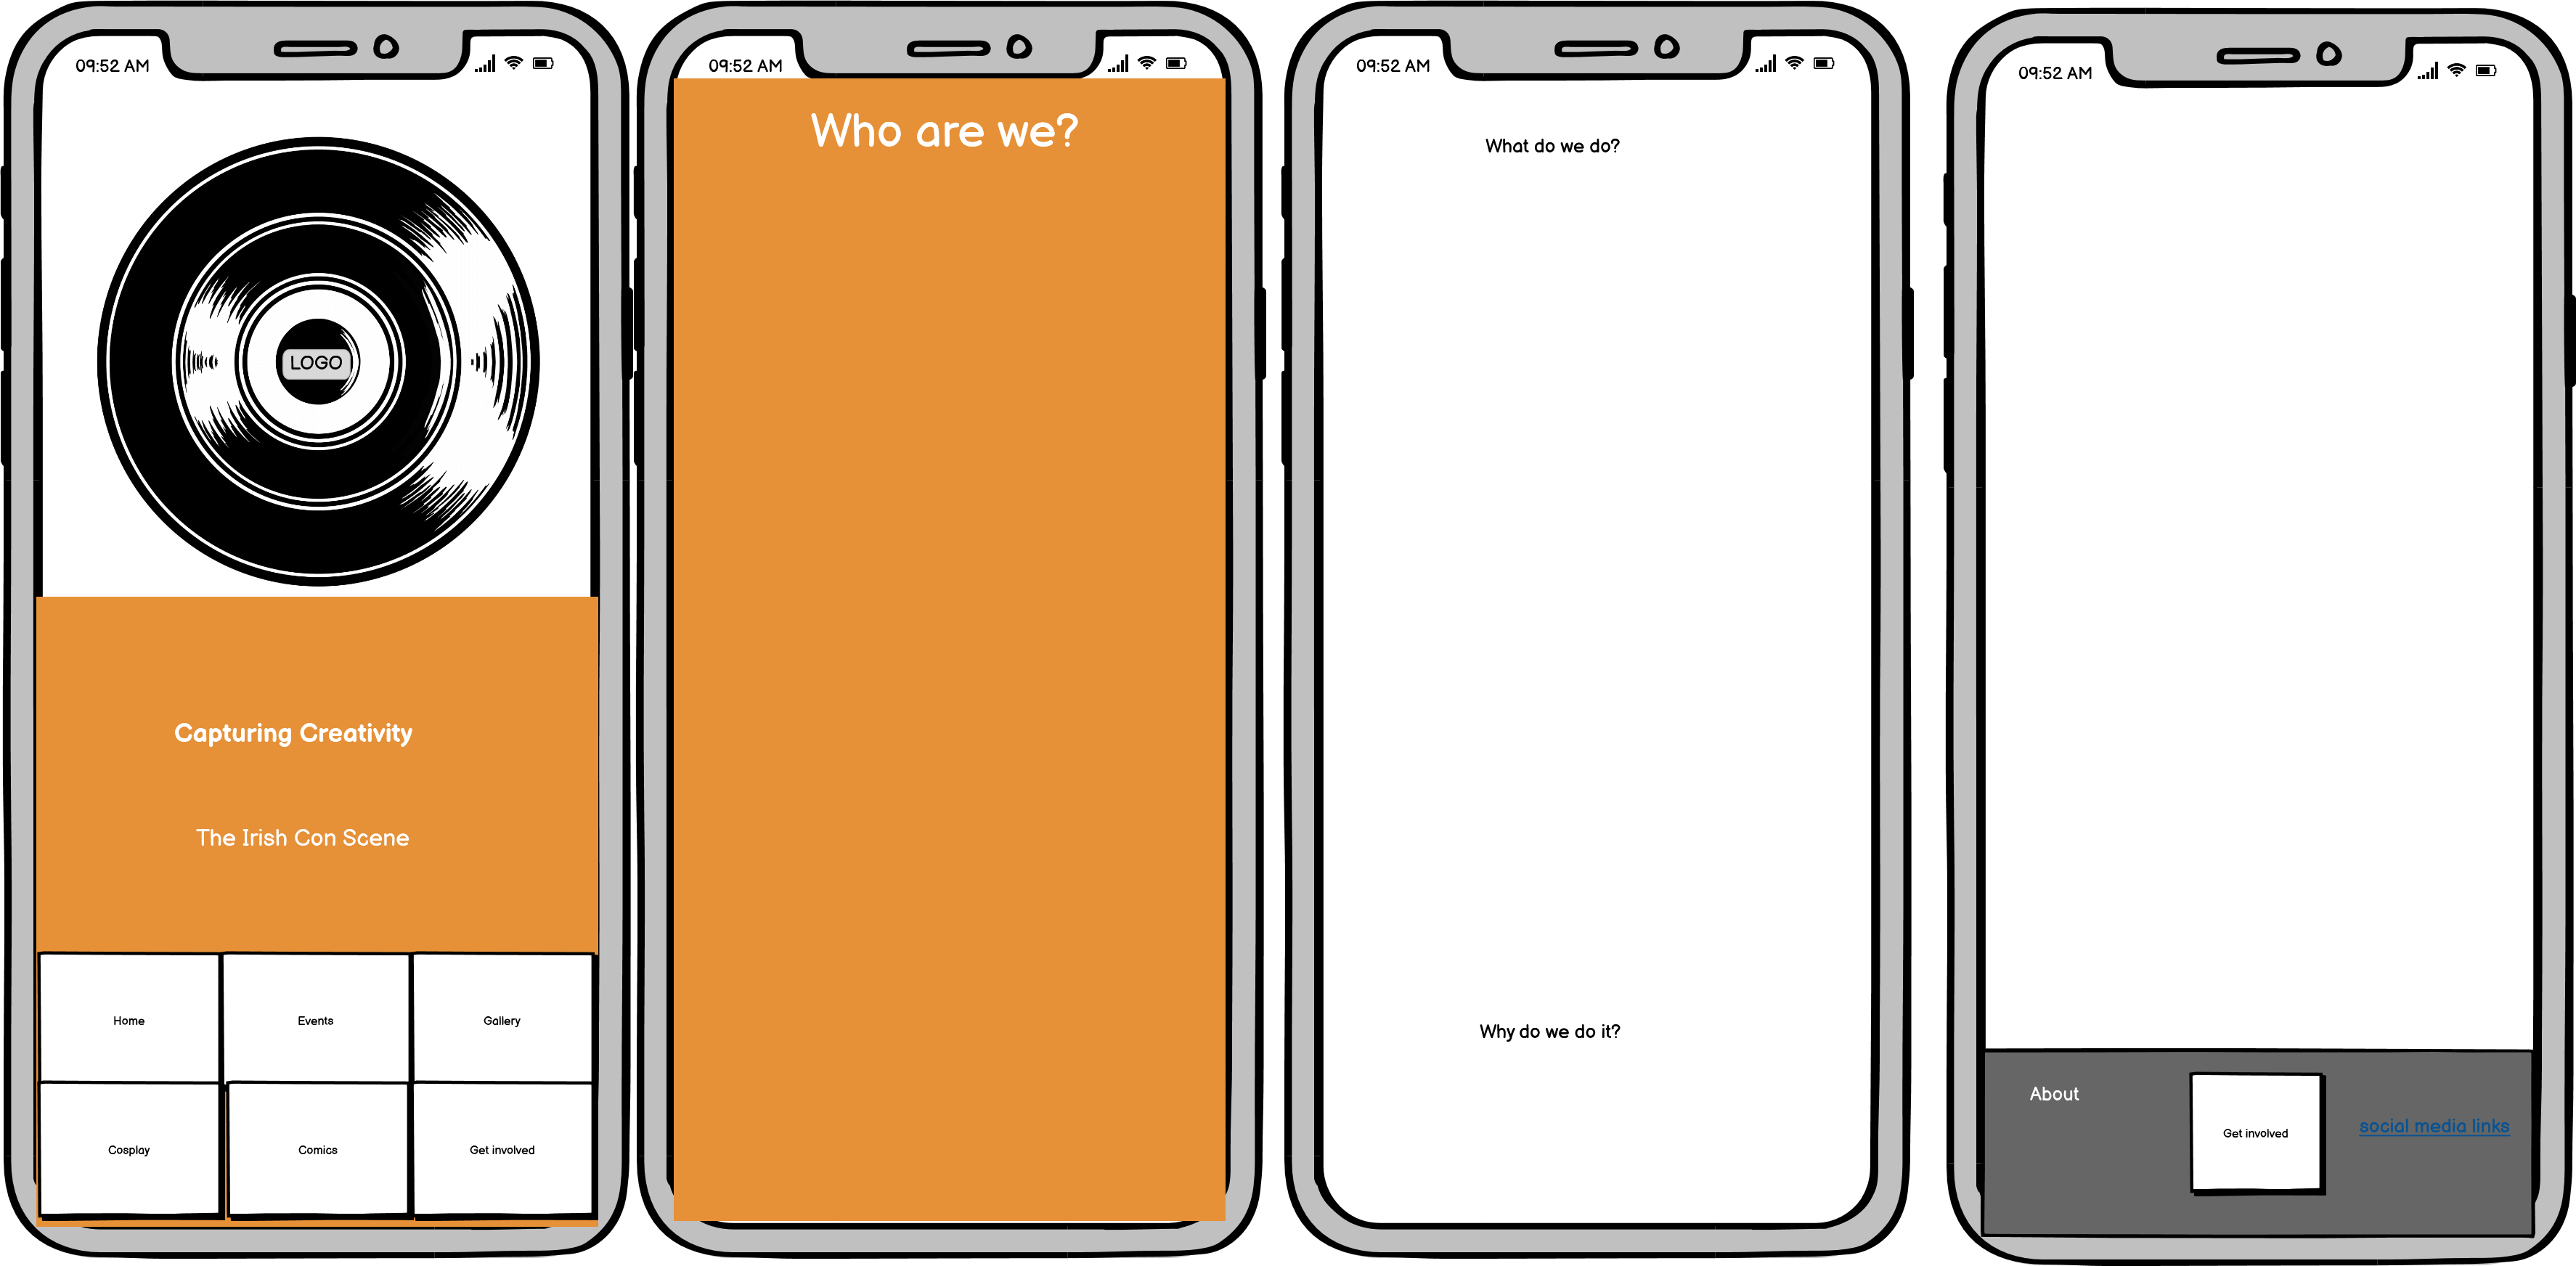 09:52 AM
LOGO
Capturing Creativity
The Irish Con Scene
Home
Events
Gallery
Cosplay
Comics
Get involved
09:52 AM
Who are we?
09:52 AM
What do we do?
Why do we do it?
09:52 AM
About
Get involved
social media links